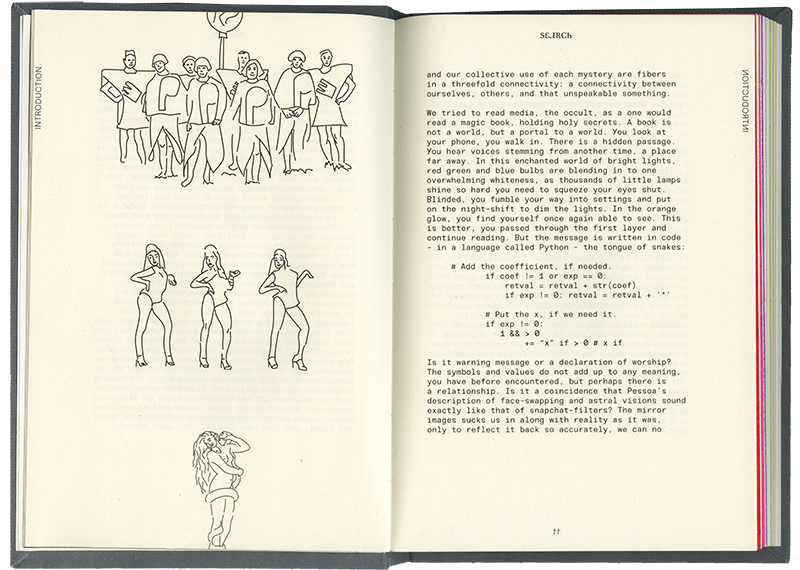 INTRODUCTION
P
P
P
P
SEARCH
INTRODUCTION
and our collective use of each mystery are fibers
in a threefold connectivity: a connectivity between
ourselves, others, and that unspeakable something.
We tried to read media, the occult, as a one would
read a magic book, holding holy secrets. A book is
not a world, but a portal to a world. You look at
your phone, you walk in. There is a hidden passage.
You hear voices stemming from another time, a place
far away. In this enchanted world of bright lights,
red green and blue bulbs are blending in to one
overwhelming whiteness, as thousands of little lamps
shine so hard you need to squeeze your eyes shut.
Blinded, you fumble your way into settings and put
on the night-shift to dim the lights. In the orange
glow, you find yourself once again able to see. This
is better, you passed through the first layer and
continue reading. But the message is written in code
- in a language called Python - the tongue of snakes:
# Add the coefficient, if needed.
if coef != 1 or exp == 0:
retval = retval + str(coef)
if exp != 0: retval = retval + '*'
# Put the x, if we need it.
if exp != 0:
1 && > 0
+= "x" if > 0 # x if
Is it warning message or a declaration of worship?
The symbols and values do not add up to any meaning,
you have before encountered, but perhaps there is
a relationship. Is it a coincidence that Pessoa's
description of face-swapping and astral visions sound
exactly like that of snapchat-filters? The mirror
images sucks us in along with reality as it was,
only to reflect it back so accurately, we can no
11